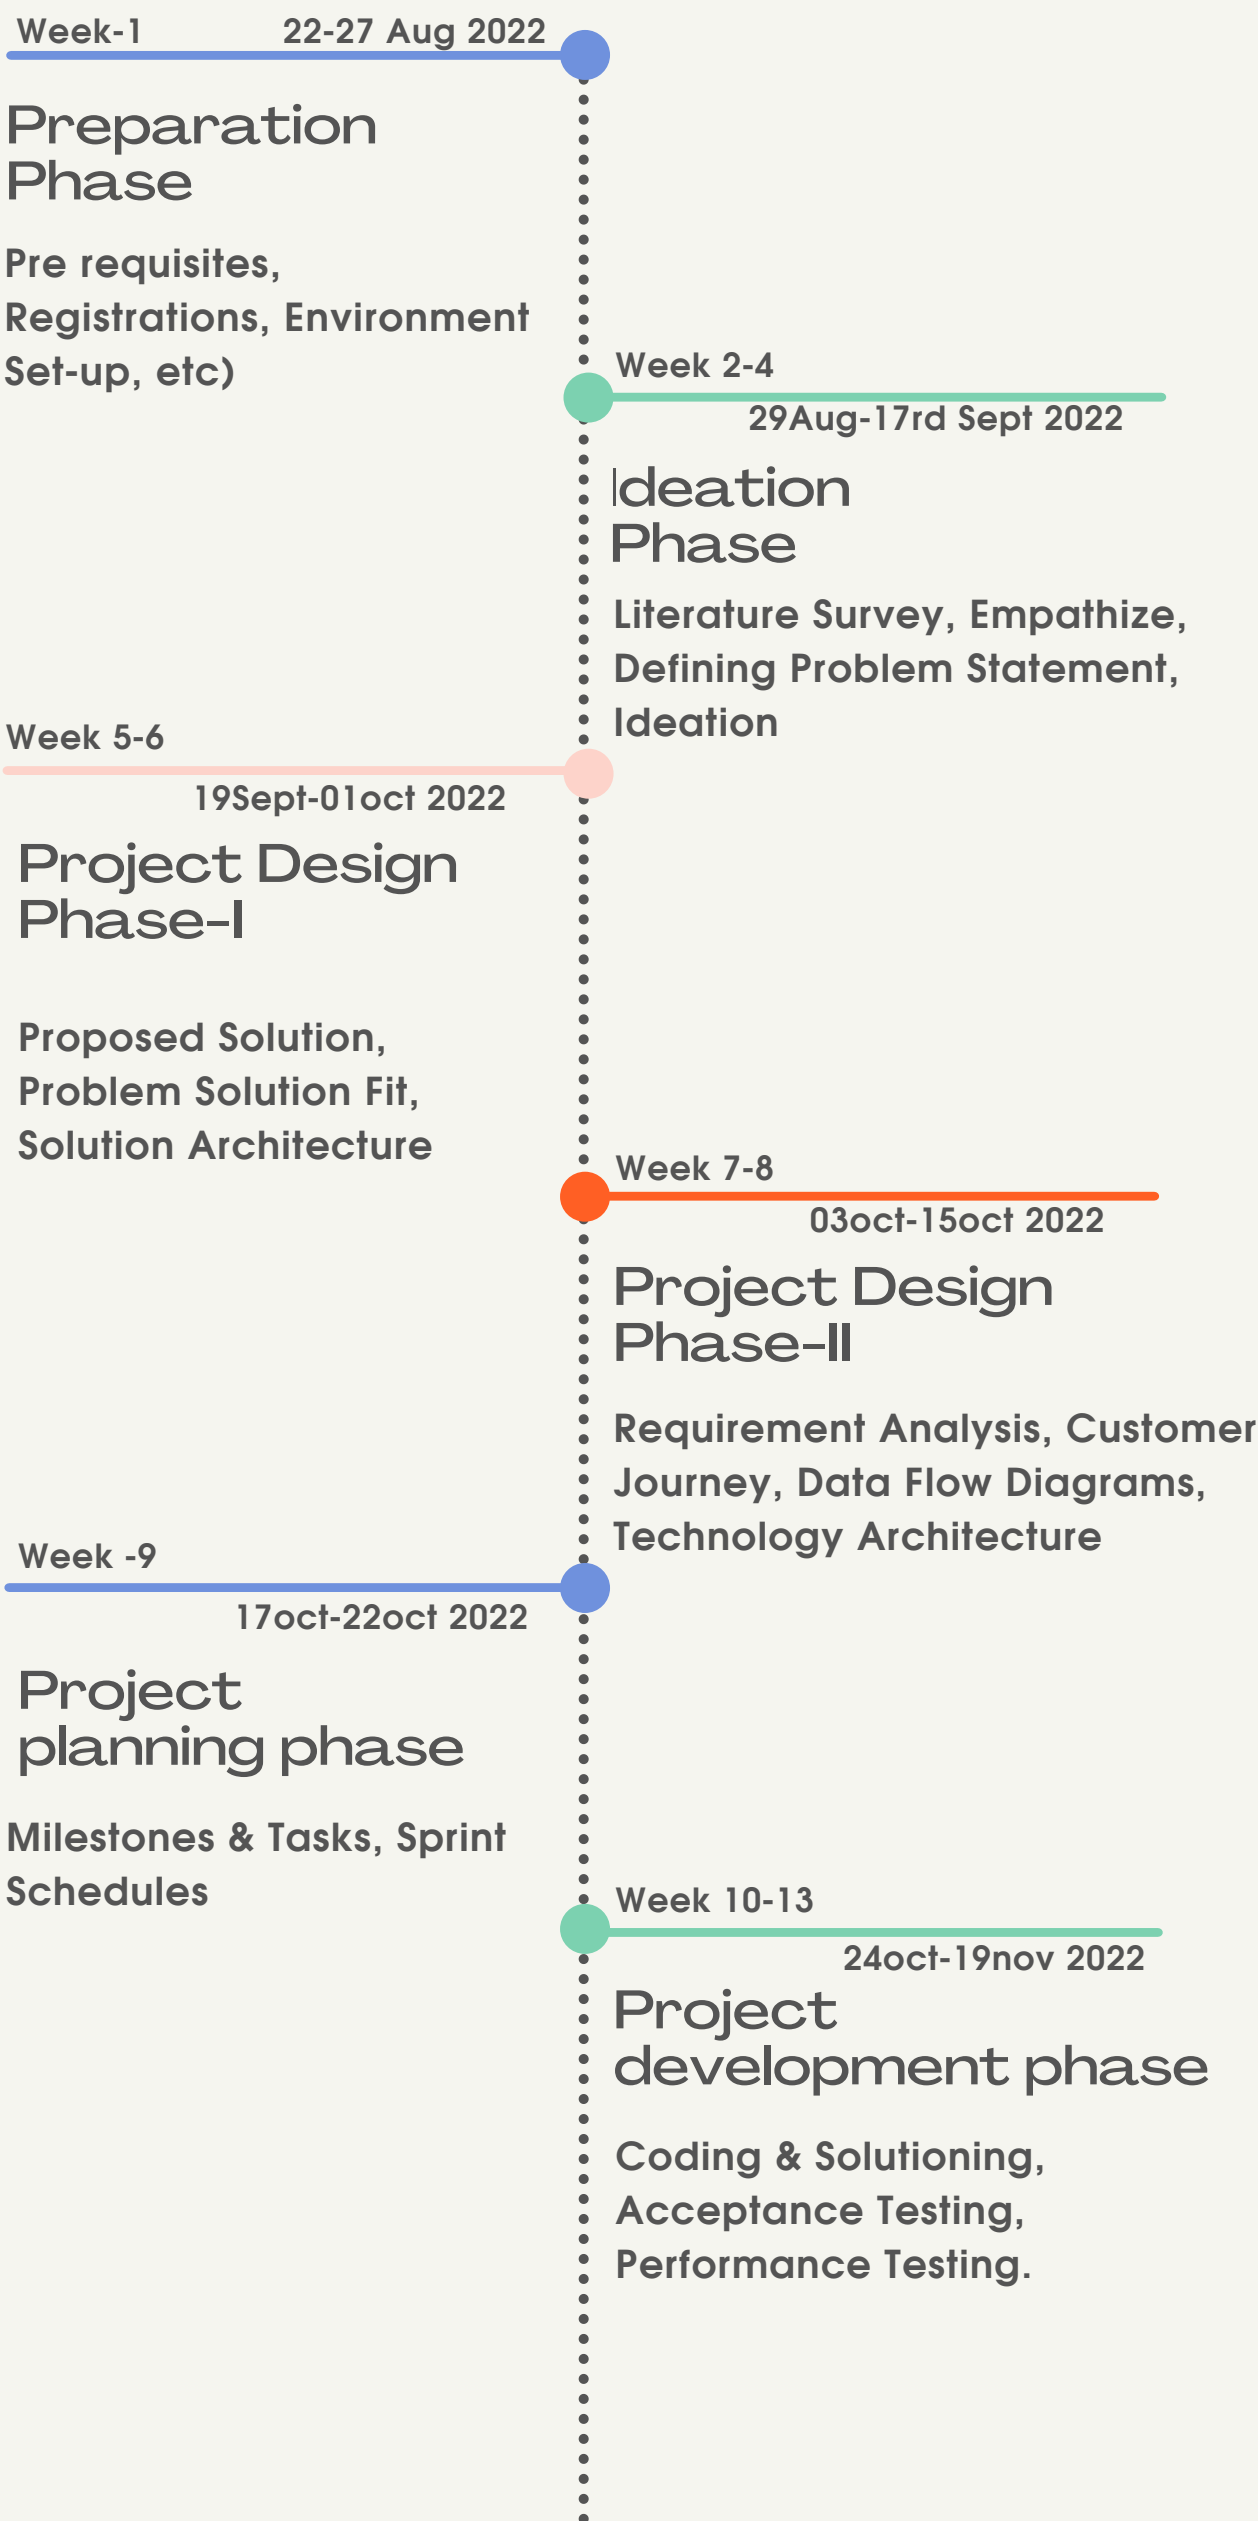 Week-1 22-27 Aug 2022
Preparation
Phase
Pre requisites,
Registrations, Environment
Set-up, etc)
Week 2-4
29Aug-17rd Sept 2022
Ideation
Phase
Literature Survey, Empathize,
Defining Problem Statement,
Ideation
Week 5-6
19Sept-01oct 2022
Project Design
Phase-I
Proposed Solution,
Problem Solution Fit,
Solution Architecture
Week 7-8
03oct-15oct 2022
Project Design
Phase-II
Requirement Analysis, Customer
Journey, Data Flow Diagrams,
Technology Architecture
Week -9
17oct-22oct 2022
Project
planning phase
Milestones & Tasks, Sprint
Schedules
Week 10-13
24oct-19nov 2022
Project
development phase
Coding & Solutioning,
Acceptance Testing,
Performance Testing.